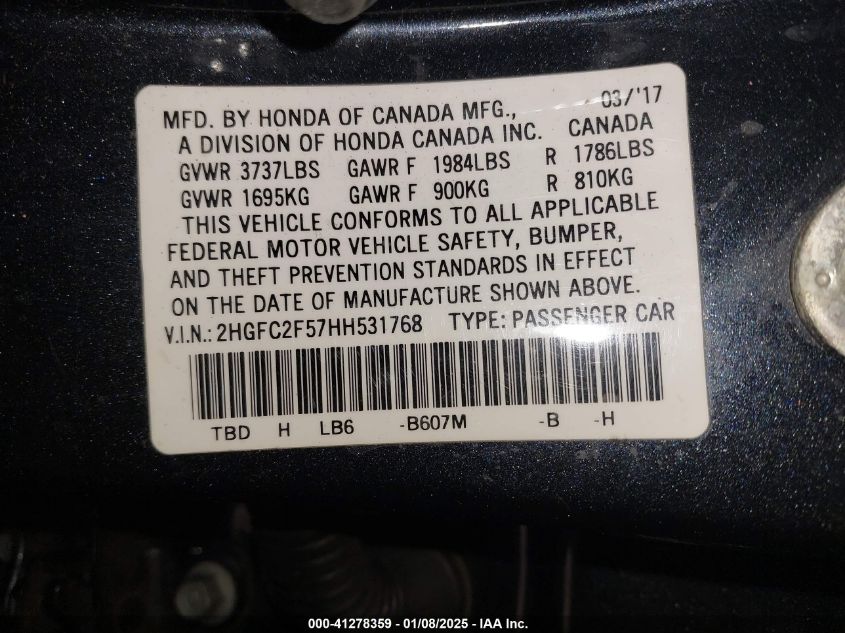 MFD. BY HONDA OF CANADA MFG., 03/'17
A DIVISION OF HONDA CANADA INC. CANADA
GVWR 3737LBS GAWR F 1984LBS R 1786LBS
GVWR 1695KG GAWR F 900KG R 810KG
THIS VEHICLE CONFORMS TO ALL APPLICABLE
FEDERAL MOTOR VEHICLE SAFETY, BUMPER,
AND THEFT PREVENTION STANDARDS IN EFFECT
ON THE DATE OF MANUFACTURE SHOWN ABOVE.
V.I.N.: 2HGFC2F57HH531768 TYPE: PASSENGER CAR
TBD H LB6 -B607M -B -H
000-41278359 - 01/08/2025 - IAA Inc.